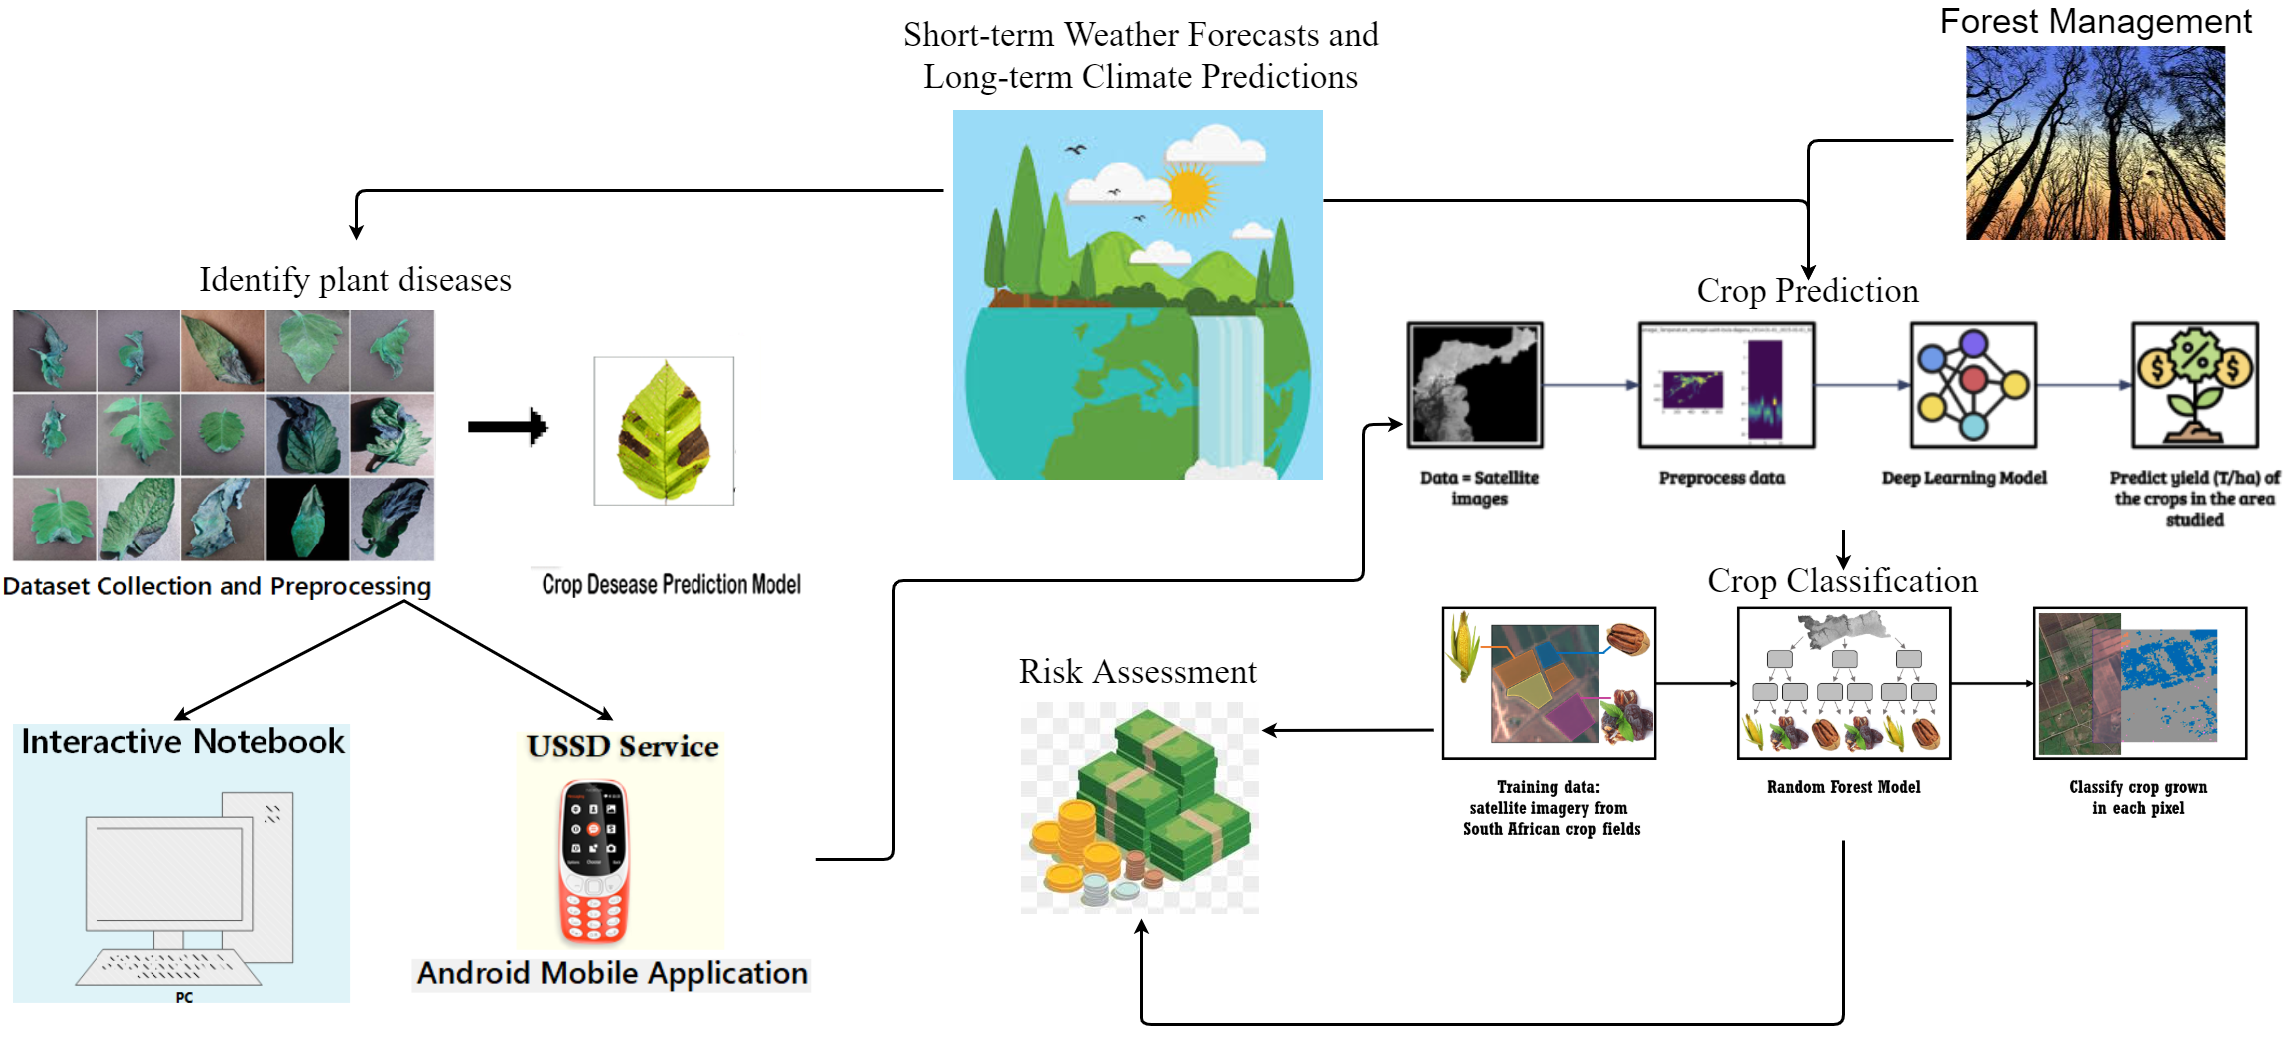 Short-term Weather Forecasts and
Long-term Climate Predictions
Forest Management
Identify plant diseases
Crop Prediction
Data = Satellite
images
Preprocess data
Deep Learning Model
Predict yield (T/ha) of
the crops in the area
studied
Dataset Collection and Preprocessing
Crop Desease Prediction Model
Crop Classification
Risk Assessment
Training data:
satellite imagery from
South African crop fields
Random Forest Model
Classify crop grown
in each pixel
Interactive Notebook
PC
USSD Service
Android Mobile Application